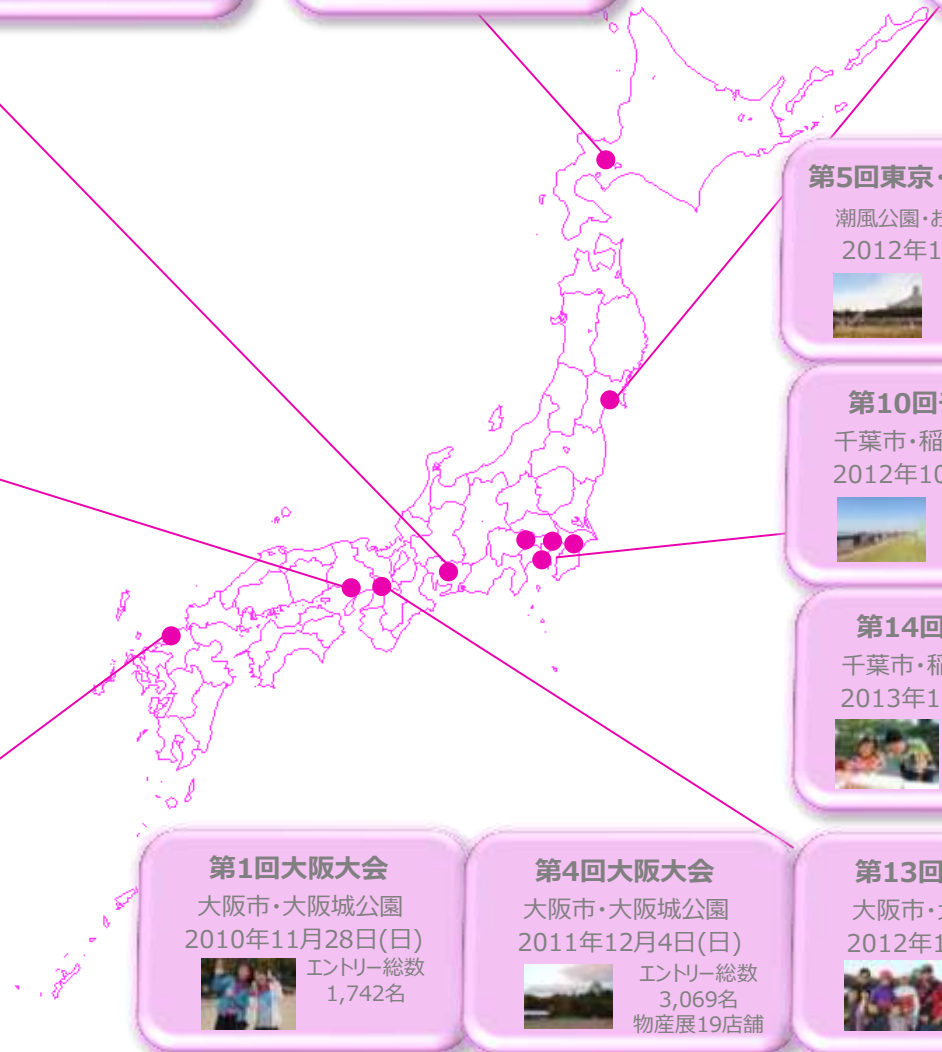 第5回東京・
潮風公園・お
2012年1
第10回
千葉市・稲
2012年10
第14回
千葉市・稲
2013年1
第1回大阪大会
大阪市・大阪城公園
2010年11月28日(日)
エントリー総数
1,742名
第4回大阪大会
大阪市・大阪城公園
2011年12月4日(日)
エントリー総数
3,069名
物産展19店舗
第13回
大阪市・
2012年1